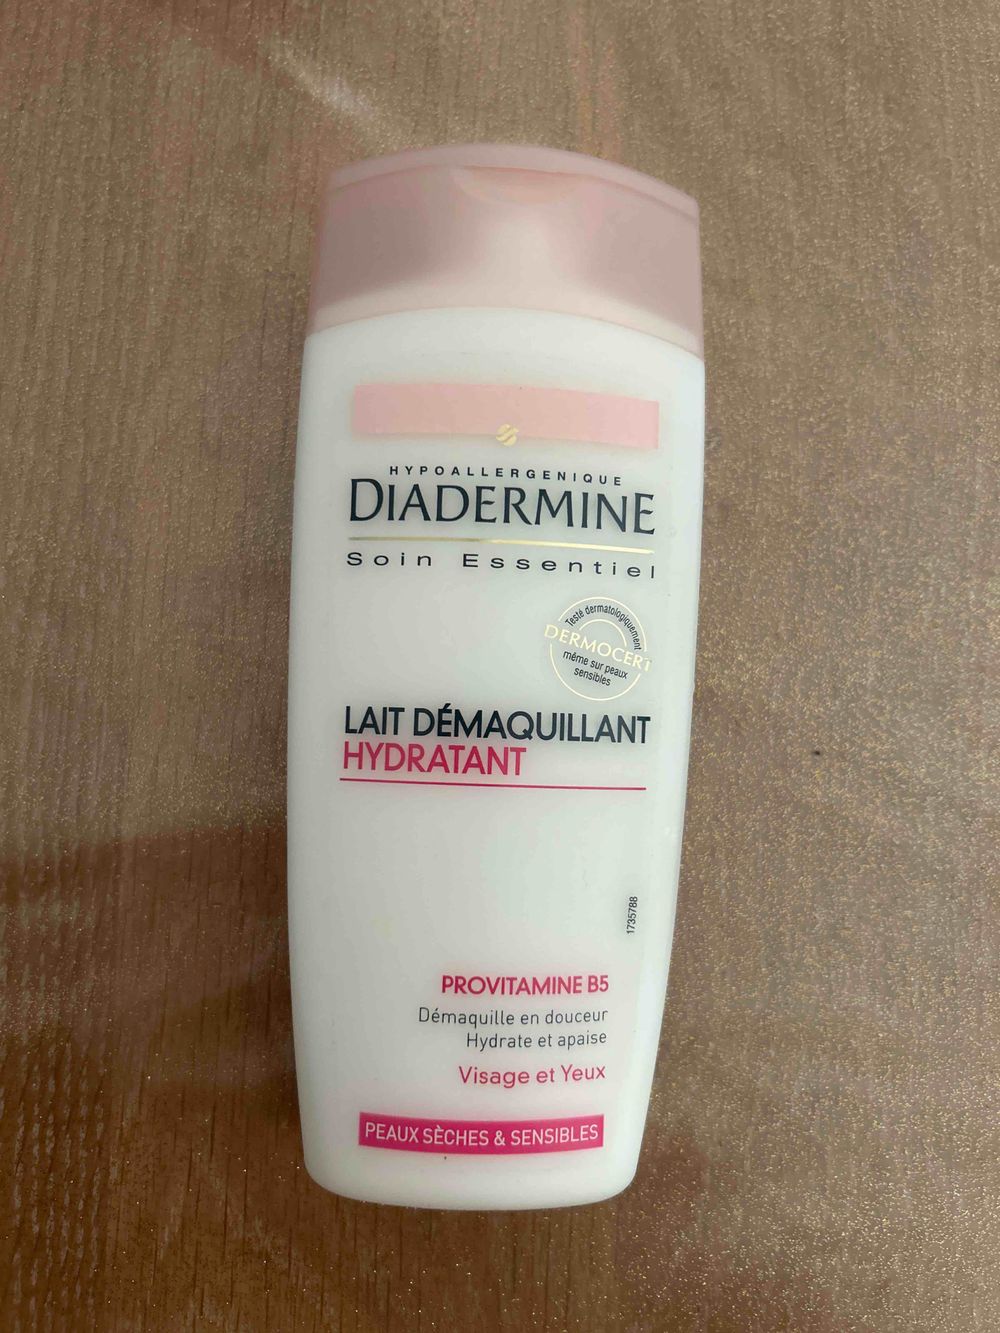 HYPOALLERGENIQUE
DIADERMINE
Soin Essentiel
Testé dermatologiquement
DERMOCERT
même sur peaux
sensibles
LAIT DÉMAQUILLANT
HYDRATANT
1735788
PROVITAMINE B5
Démaquille en douceur
Hydrate et apaise
Visage et Yeux
PEAUX SÈCHES & SENSIBLES